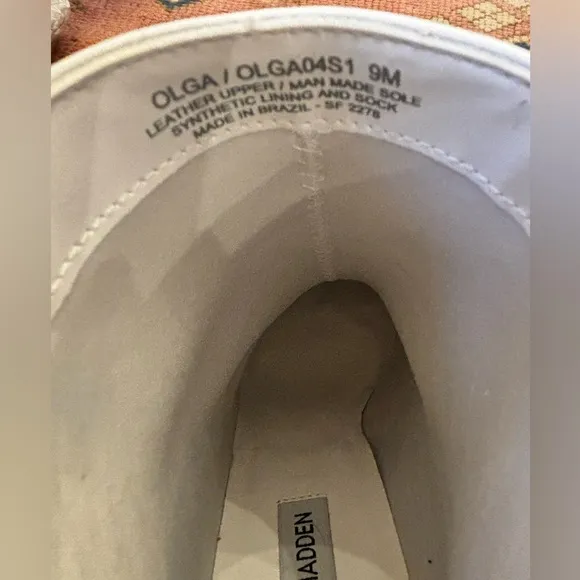 OLGA / OLGA04S1 9M
LEATHER UPPER / MAN MADE SOLE
SYNTHETIC LINING AND SOCK
MADE IN BRAZIL - SF 2278
MADDEN